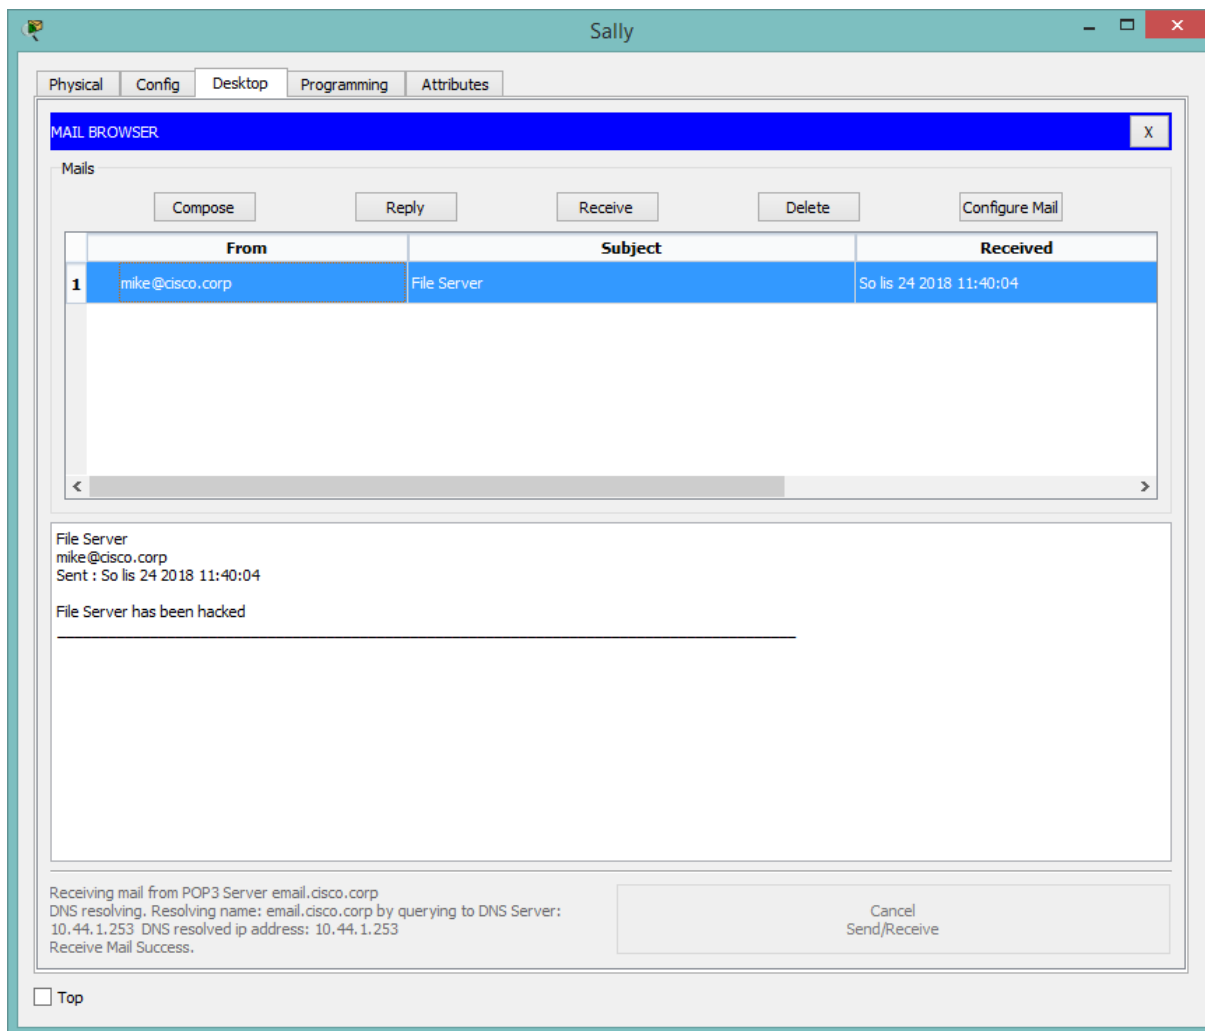 Sally
Physical Config Desktop Programming Attributes
MAIL BROWSER X
Mails
Compose Reply Receive Delete Configure Mail
From Subject Received
1 mike@cisco.corp File Server So lis 24 2018 11:40:04
File Server
mike@cisco.corp
Sent : So lis 24 2018 11:40:04
File Server has been hacked
Receiving mail from POP3 Server email.cisco.corp
DNS resolving. Resolving name: email.cisco.corp by querying to DNS Server:
10.44.1.253 DNS resolved ip address: 10.44.1.253
Receive Mail Success.
Cancel
Send/Receive
Top